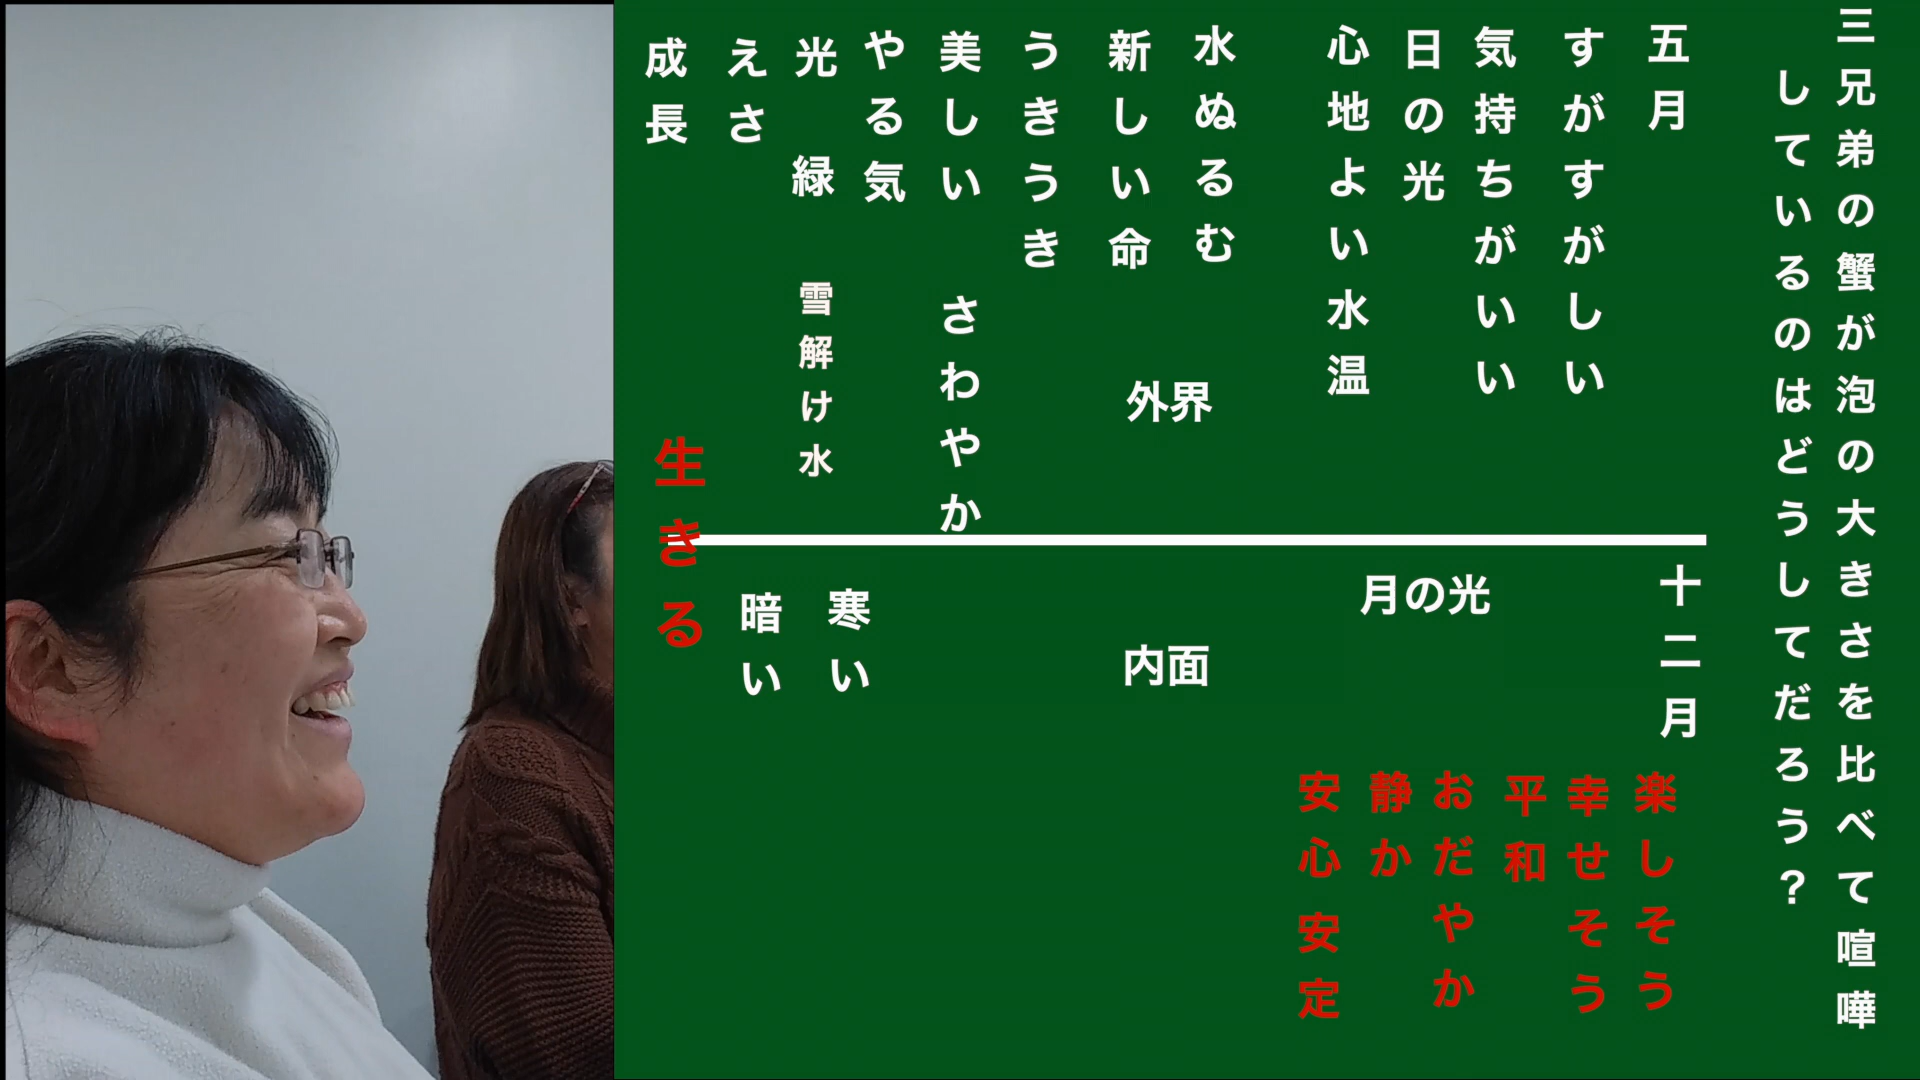 三兄弟の蟹が泡の大きさを比べて喧嘩
しているのはどうしてだろう？
五月
すがすがしい
気持ちがいい
日の光
心地よい水温
水ぬるむ
新しい命
外界
うきうき
美しい さわやか
やる気
光 緑 雪解け水
えさ
成長
生きる
十二月
月の光
内面
寒い
暗い
楽しそう
幸せそう
平和
おだやか
静か
安心 安定